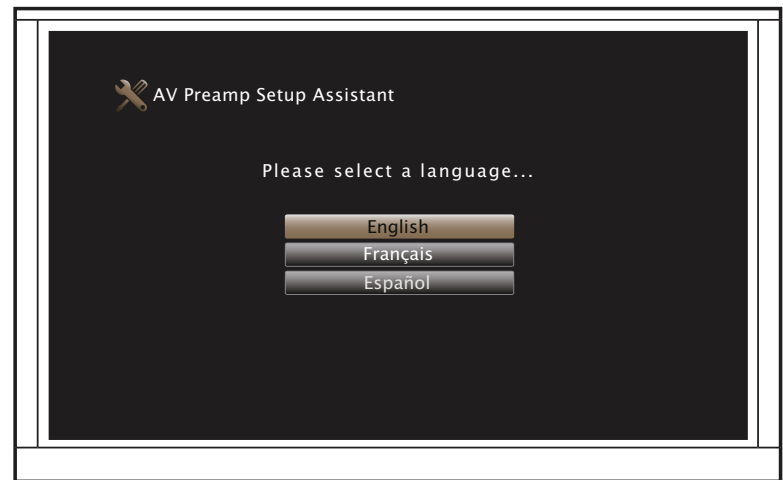 AV Preamp Setup Assistant
Please select a language...
English
Français
Español